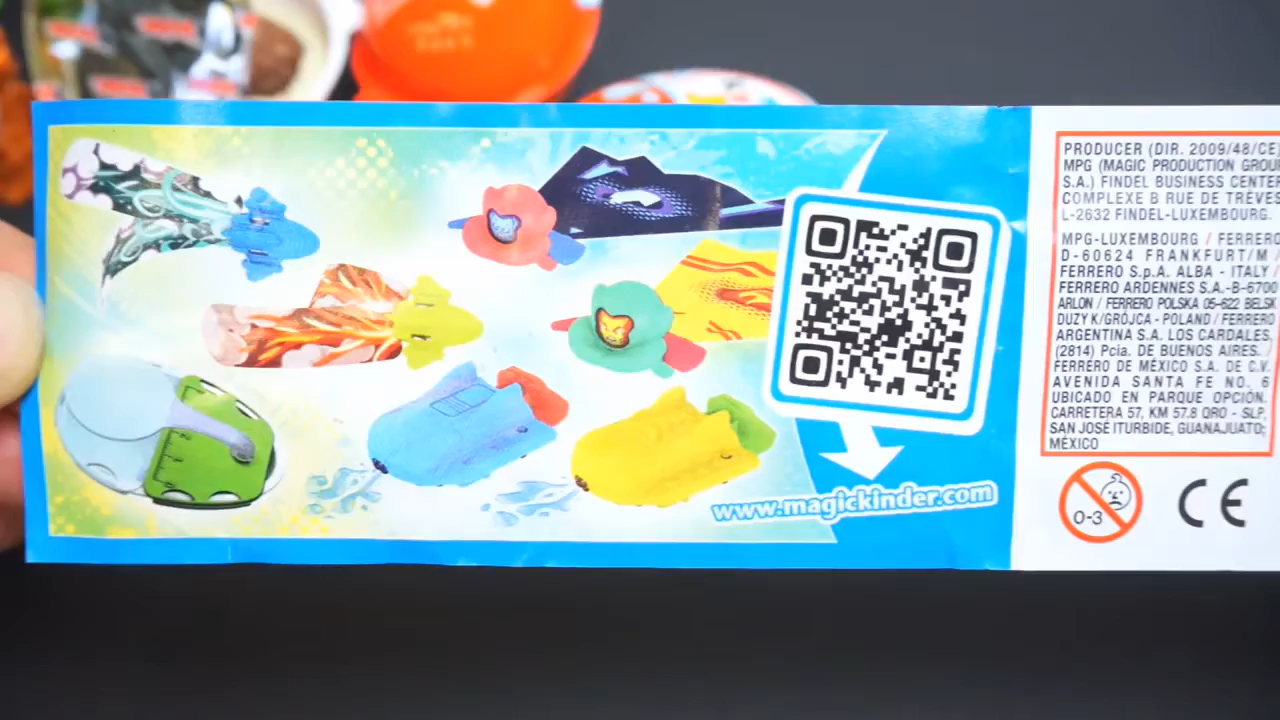 www.magickinder.com
PRODUCER (DIR. 2009/48/CE)
MPG (MAGIC PRODUCTION GROUP
S.A.) FINDEL BUSINESS CENTER
COMPLEXE B RUE DE TRÈVES
L-2632 FINDEL-LUXEMBOURG.
MPG-LUXEMBOURG / FERRERO
D-60624 FRANKFURT/M /
FERRERO S.p.A. ALBA - ITALY /
FERRERO ARDENNES S.A.-B-6700
ARLON / FERRERO POLSKA 05-622 BELSK
DUZY K/GRÓJCA - POLAND / FERRERO
ARGENTINA S.A. LOS CARDALES,
(2814) Pcia. DE BUENOS AIRES. /
FERRERO DE MÉXICO S.A. DE C.V.
AVENIDA SANTA FE NO. 6
UBICADO EN PARQUE OPCIÓN.
CARRETERA 57, KM 57.8 QRO - SLP,
SAN JOSÉ ITURBIDE, GUANAJUATO;
MÉXICO
0-3 CE